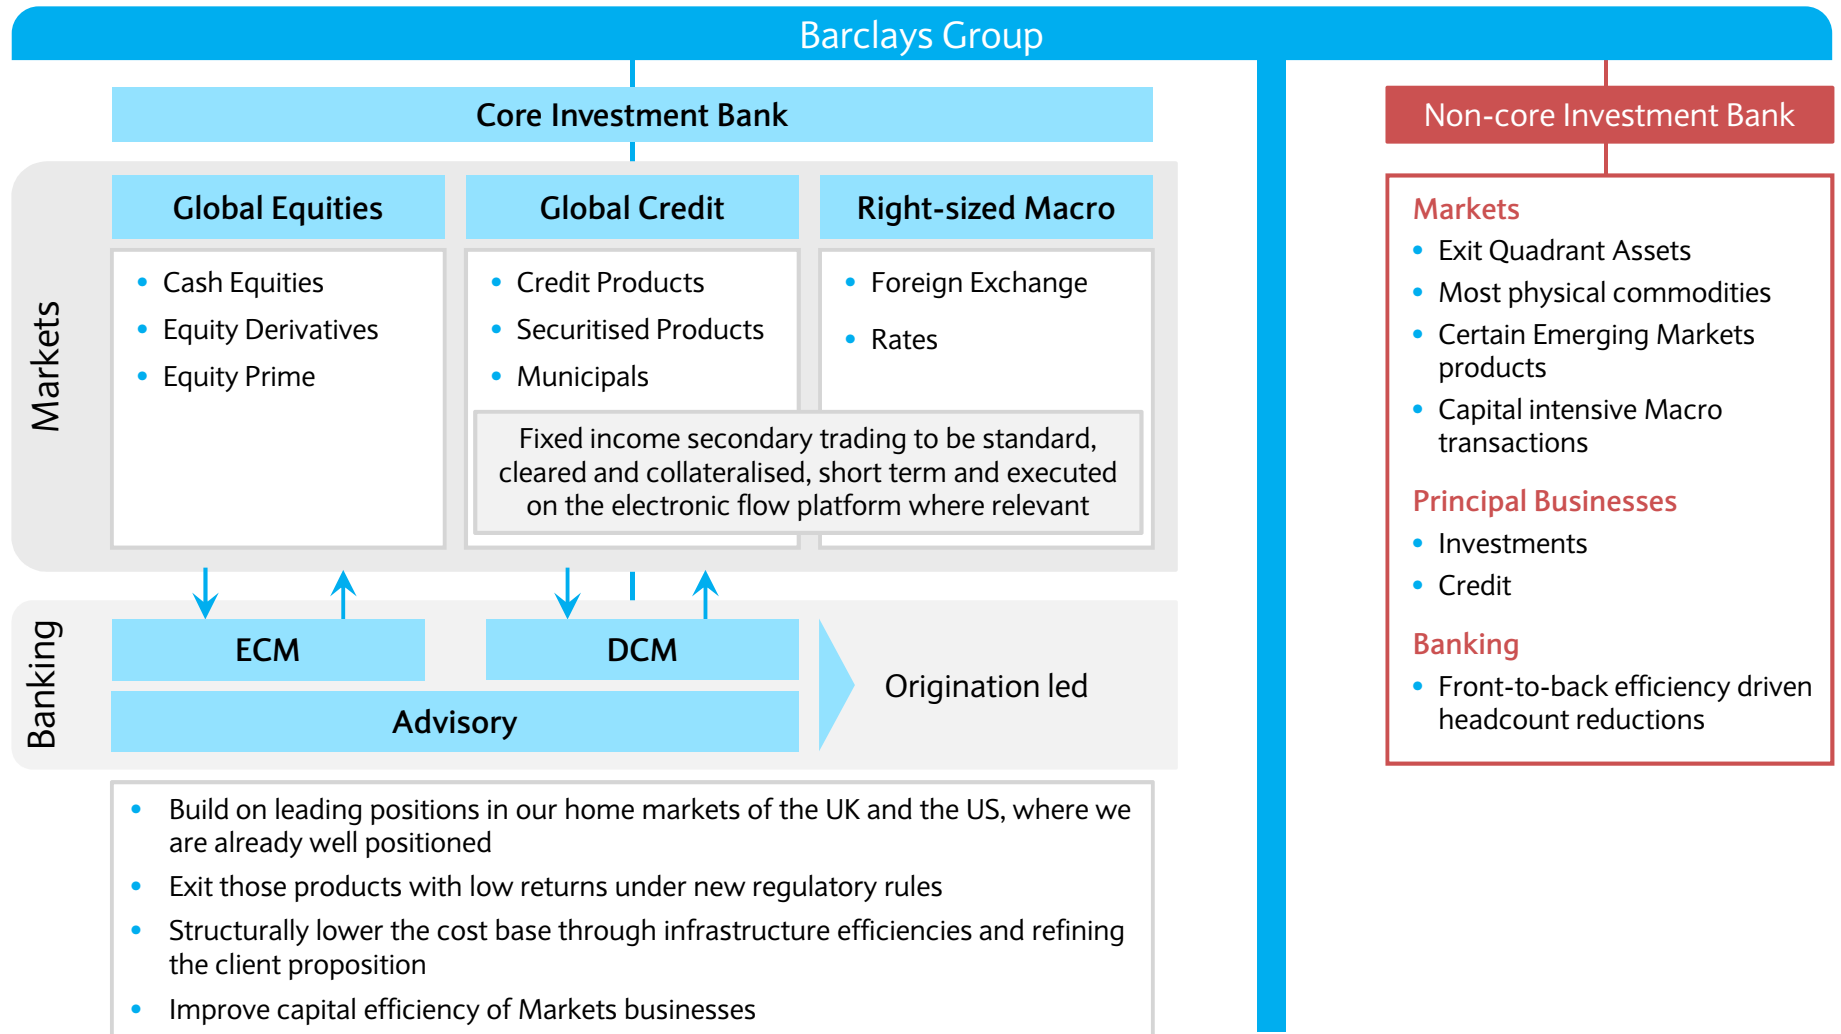 Barclays Group
Core Investment Bank
Markets
Global Equities
• Cash Equities
• Equity Derivatives
• Equity Prime
Global Credit
• Credit Products
• Securitised Products
• Municipals
Right-sized Macro
• Foreign Exchange
• Rates
Fixed income secondary trading to be standard,
cleared and collateralised, short term and executed
on the electronic flow platform where relevant
Banking
ECM
DCM
Advisory
Origination led
• Build on leading positions in our home markets of the UK and the US, where we
are already well positioned
• Exit those products with low returns under new regulatory rules
• Structurally lower the cost base through infrastructure efficiencies and refining
the client proposition
• Improve capital efficiency of Markets businesses
Non-core Investment Bank
Markets
• Exit Quadrant Assets
• Most physical commodities
• Certain Emerging Markets
products
• Capital intensive Macro
transactions
Principal Businesses
• Investments
• Credit
Banking
• Front-to-back efficiency driven
headcount reductions